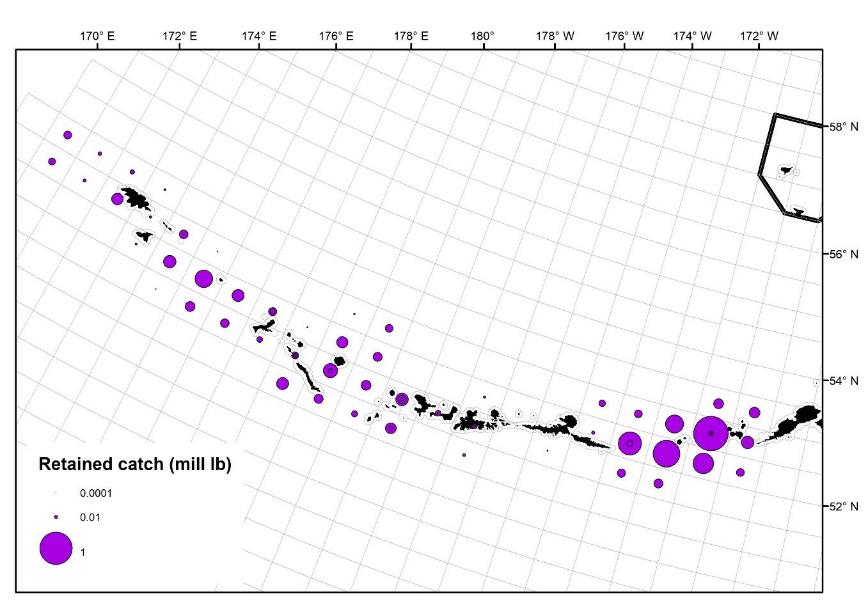 170° E 172° E 174° E 176° E 178° E 180° 178° W 176° W 174° W 172° W
58° N
56° N
54° N
52° N
Retained catch (mill lb)
0.0001
0.01
1